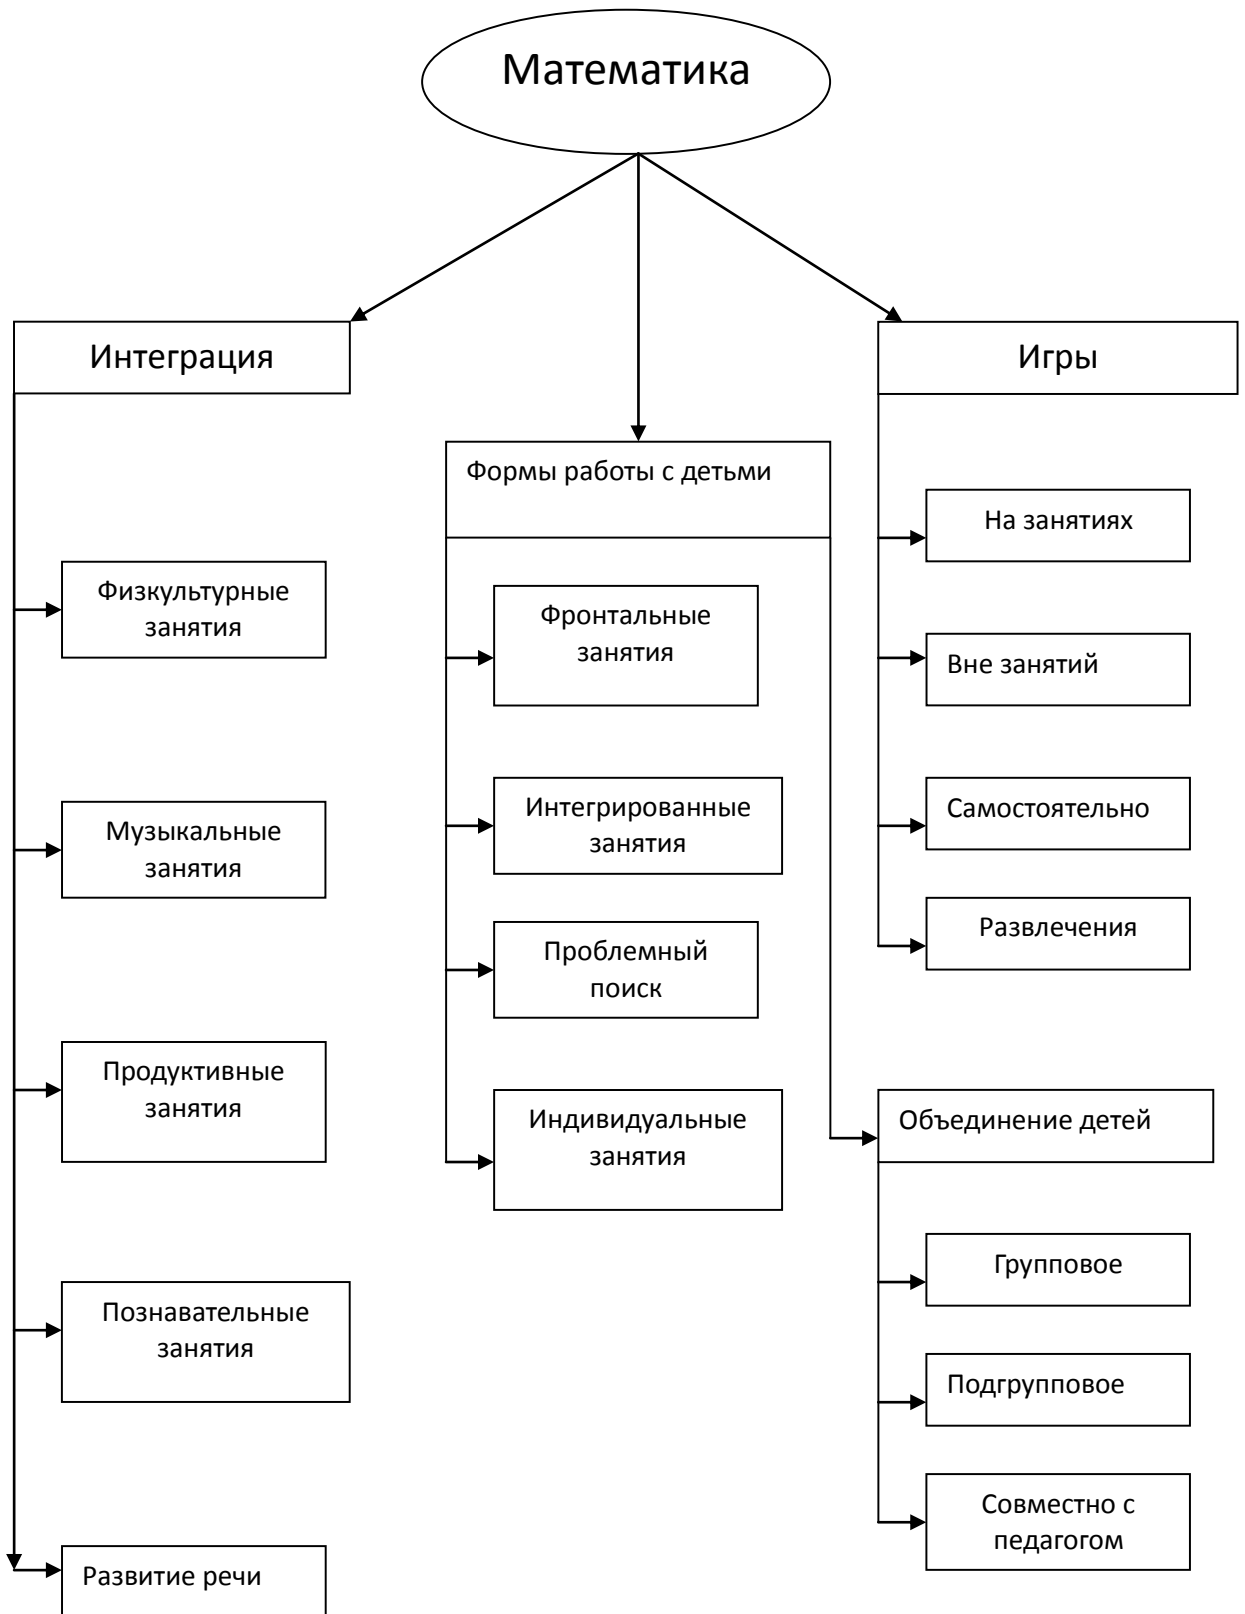 Математика
Интеграция
Физкультурные
занятия
Музыкальные
занятия
Продуктивные
занятия
Познавательные
занятия
Развитие речи
Формы работы с детьми
Фронтальные
занятия
Интегрированные
занятия
Проблемный
поиск
Индивидуальные
занятия
Игры
На занятиях
Вне занятий
Самостоятельно
Развлечения
Объединение детей
Групповое
Подгрупповое
Совместно с
педагогом